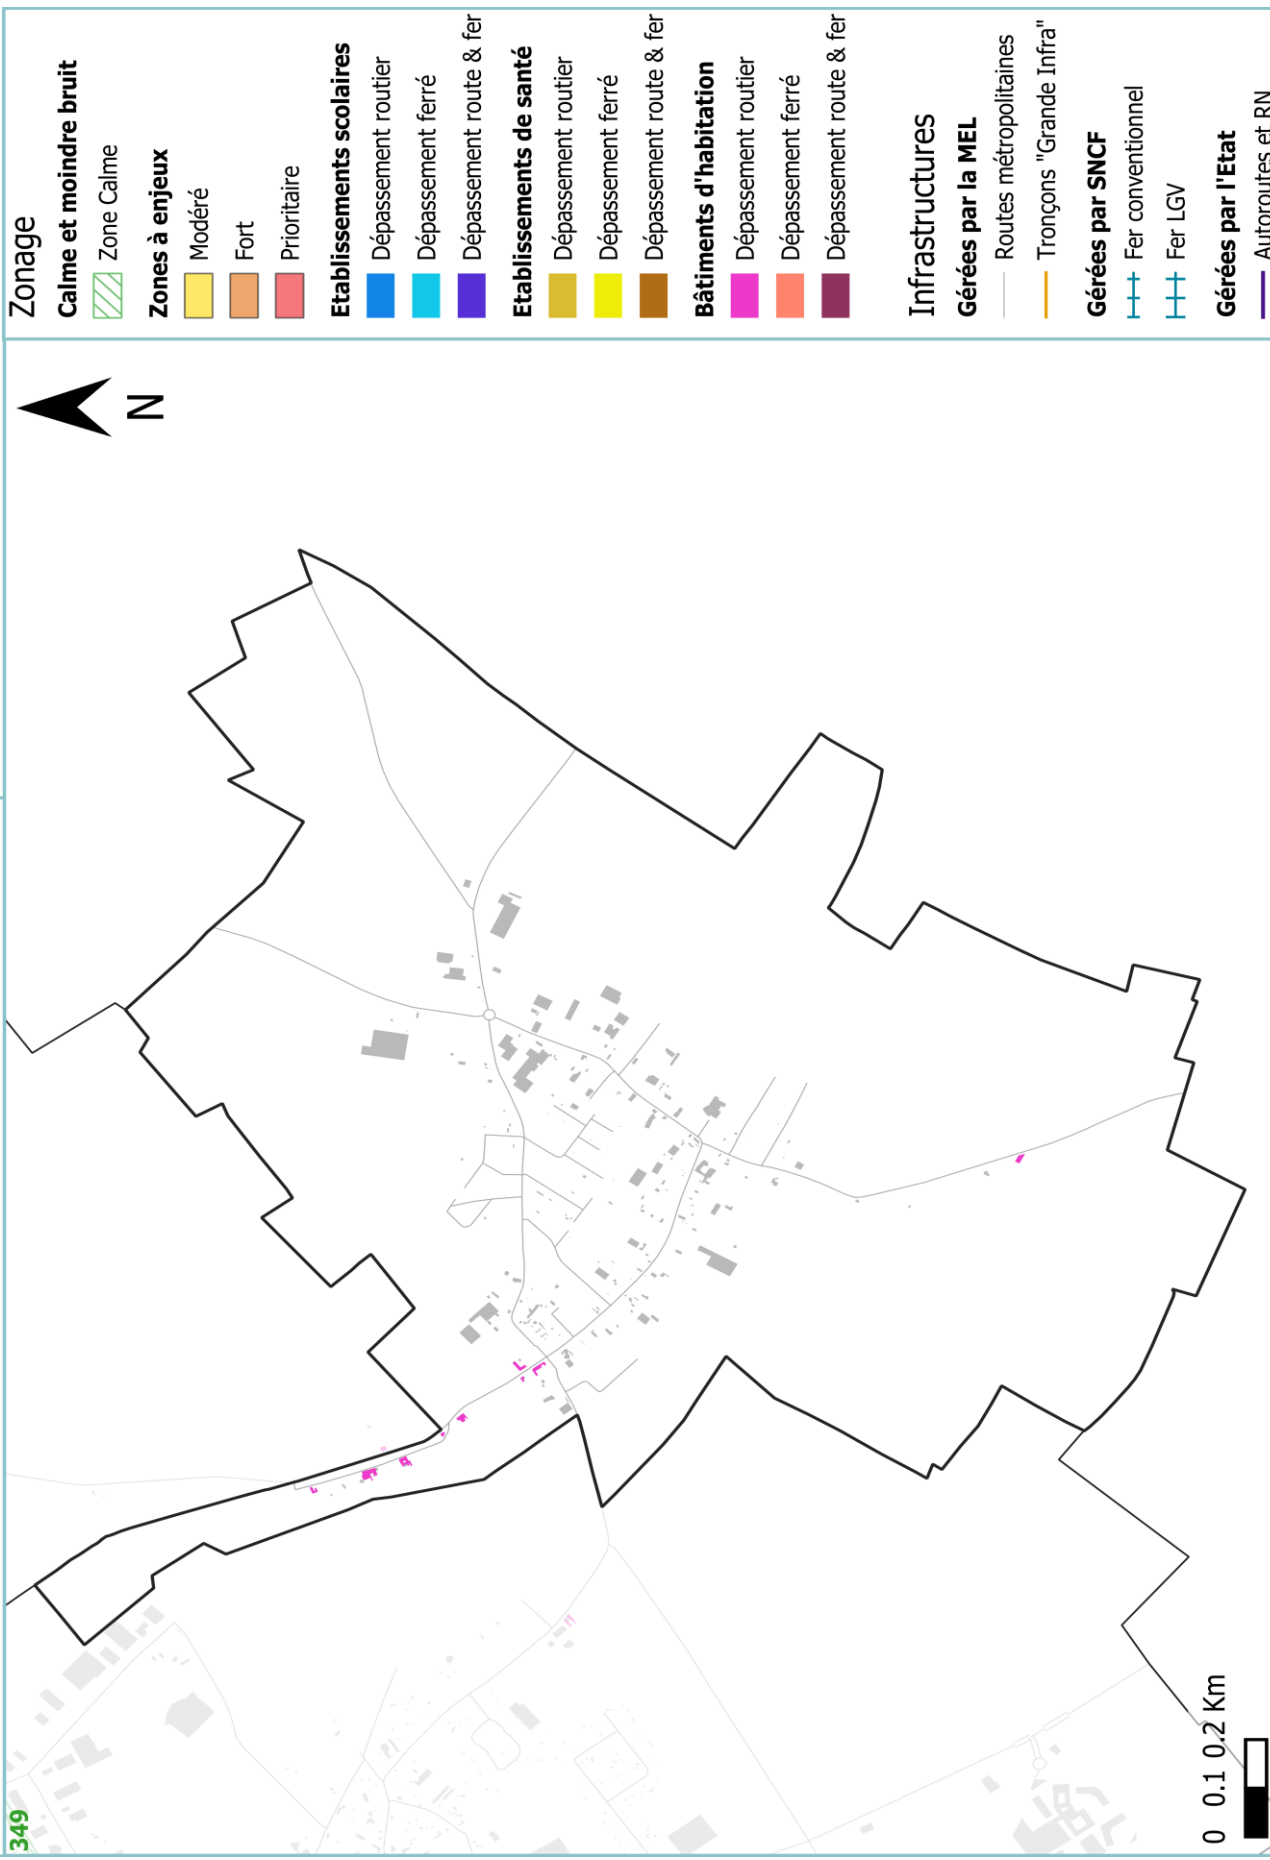 Zonage
Calme et moindre bruit
Zone Calme
Zones à enjeux
Modéré
Fort
Prioritaire
Etablissements scolaires
Dépassement routier
Dépassement ferré
Dépassement route & fer
Etablissements de santé
Dépassement routier
Dépassement ferré
Dépassement route & fer
Bâtiments d'habitation
Dépassement routier
Dépassement ferré
Dépassement route & fer
Infrastructures
Gérées par la MEL
Routes métropolitaines
Tronçons "Grande Infra"
Gérées par SNCF
Fer conventionnel
Fer LGV
Gérées par l'Etat
Autoroutes et RN
N
349
0 0.1 0.2 Km